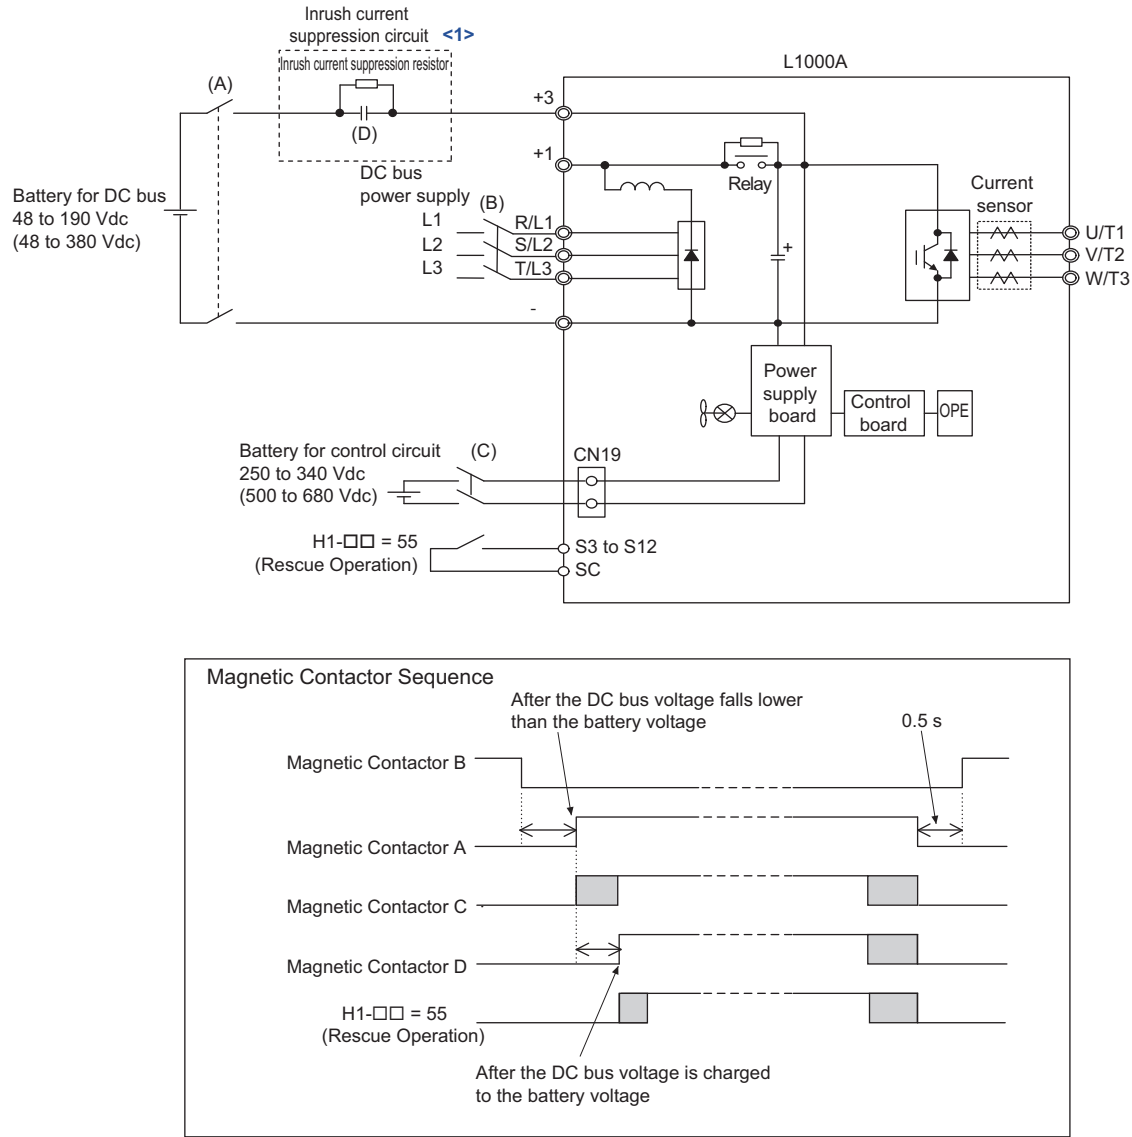 Inrush current
suppression circuit <1>
Inrush current suppression resistor
L1000A
(A)
+3
(D)
+1
DC bus
power supply
Relay
Current
sensor
Battery for DC bus
48 to 190 Vdc
(48 to 380 Vdc)
(B)
L1
R/L1
U/T1
L2
S/L2
+
V/T2
L3
T/L3
W/T3
-
Power
supply
board
Control
board
OPE
Battery for control circuit
250 to 340 Vdc
(500 to 680 Vdc)
(C)
CN19
H1-□□ = 55
(Rescue Operation)
S3 to S12
SC
Magnetic Contactor Sequence
After the DC bus voltage falls lower
than the battery voltage
0.5 s
Magnetic Contactor B
Magnetic Contactor A
Magnetic Contactor C
Magnetic Contactor D
H1-□□ = 55
(Rescue Operation)
After the DC bus voltage is charged
to the battery voltage